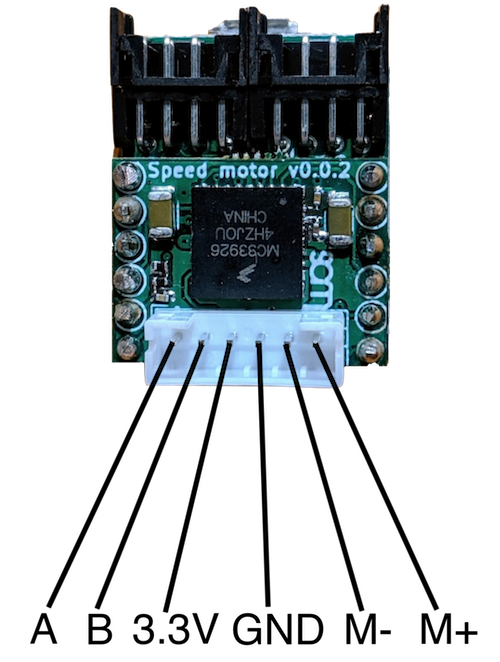 Speed motor v0.0.2
MC33926
4HZJOU
CHINA
A B 3.3V GND M- M+